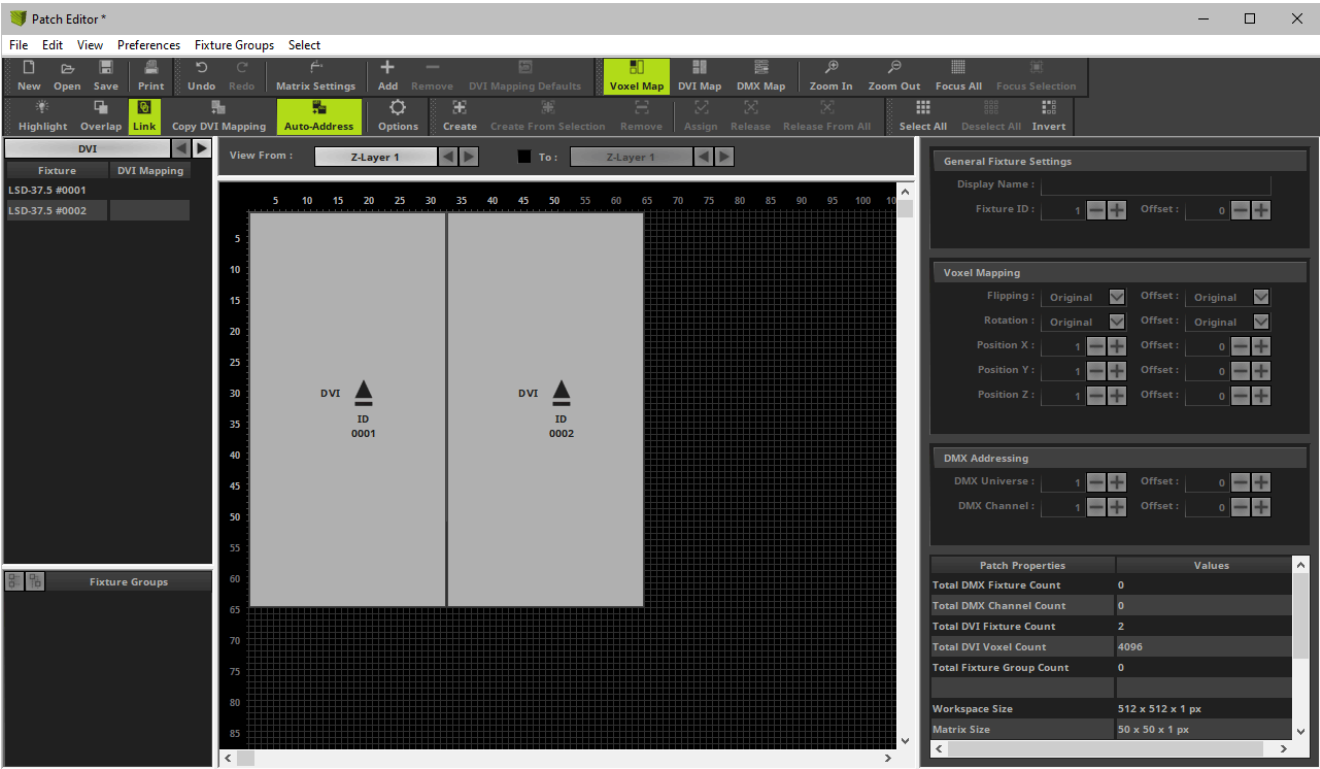 Patch Editor *
File Edit View Preferences Fixture Groups Select
New Open Save Print Undo Redo Matrix Settings Add Remove DVI Mapping Defaults Voxel Map DVI Map DMX Map Zoom In Zoom Out Focus All Focus Selection
Highlight Overlap Link Copy DVI Mapping Auto-Address Options Create Create From Selection Remove Assign Release Release From All Select All Deselect All Invert
DVI
Fixture DVI Mapping
LSD-37.5 #0001
LSD-37.5 #0002
Fixture Groups
View From : Z-Layer 1 To : Z-Layer 1
5 10 15 20 25 30 35 40 45 50 55 60 65 70 75 80 85 90 95 100 10
5
10
15
20
25
30
35
40
45
50
55
60
65
70
75
80
85
DVI
ID
0001
DVI
ID
0002
General Fixture Settings
Display Name :
Fixture ID : 1 Offset : 0
Voxel Mapping
Flipping : Original Offset : Original
Rotation : Original Offset : Original
Position X : 1 Offset : 0
Position Y : 1 Offset : 0
Position Z : 1 Offset : 0
DMX Addressing
DMX Universe : 1 Offset : 0
DMX Channel : 1 Offset : 0
Patch Properties Values
Total DMX Fixture Count 0
Total DMX Channel Count 0
Total DVI Fixture Count 2
Total DVI Voxel Count 4096
Total Fixture Group Count 0
Workspace Size 512 x 512 x 1 px
Matrix Size 50 x 50 x 1 px